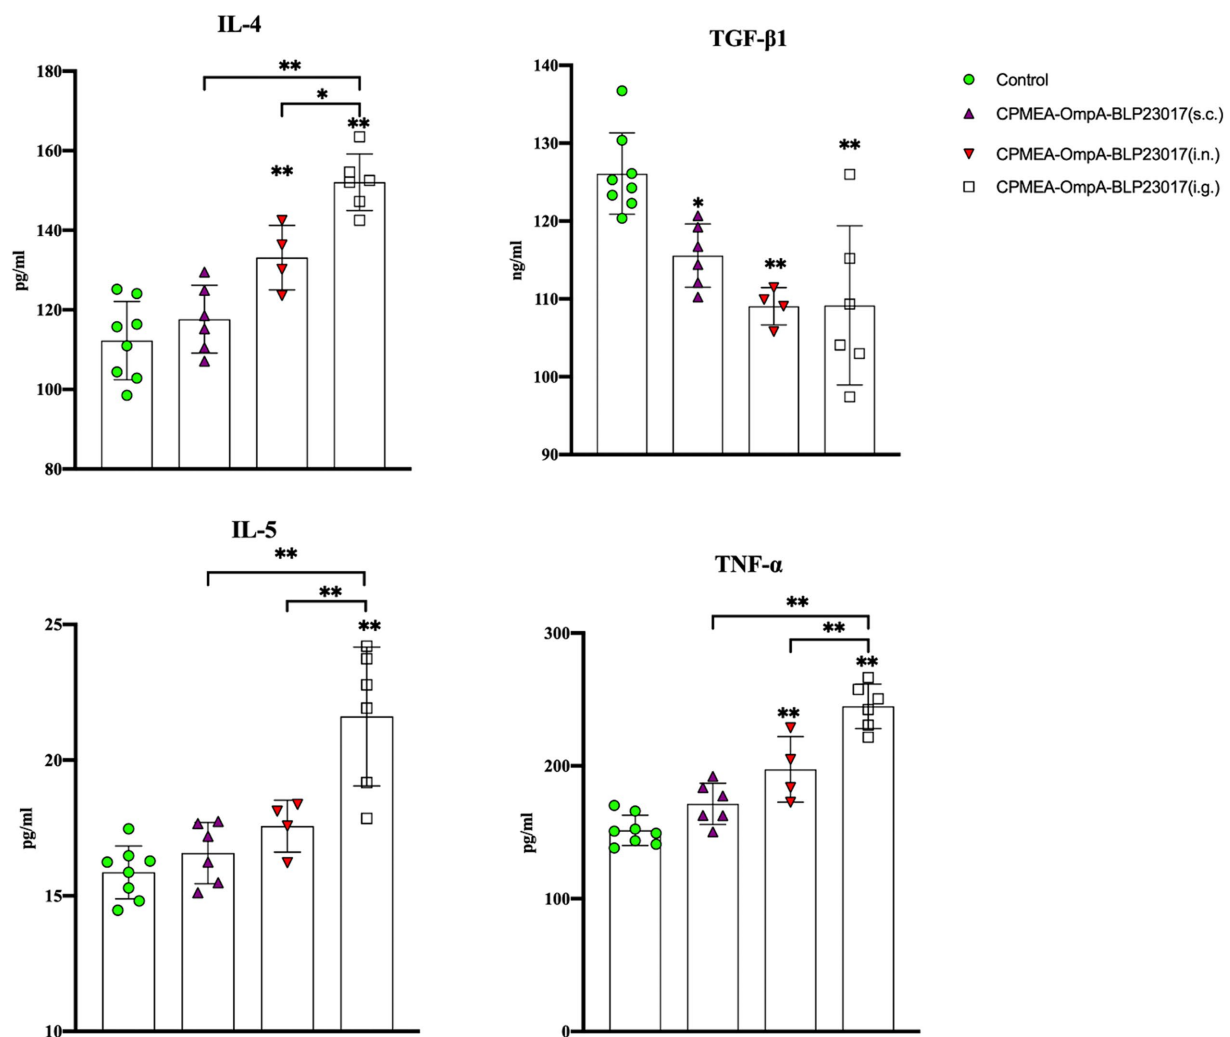 IL-4
**
*
**
**
180
160
140
120
100
80
pg/ml
TGF-β1
**
*
**
140
130
120
110
100
90
ng/ml
Control
CPMEA-OmpA-BLP23017(s.c.)
CPMEA-OmpA-BLP23017(i.n.)
CPMEA-OmpA-BLP23017(i.g.)
IL-5
**
**
**
25
20
15
10
pg/ml
TNF-α
**
**
**
**
300
200
100
0
pg/ml